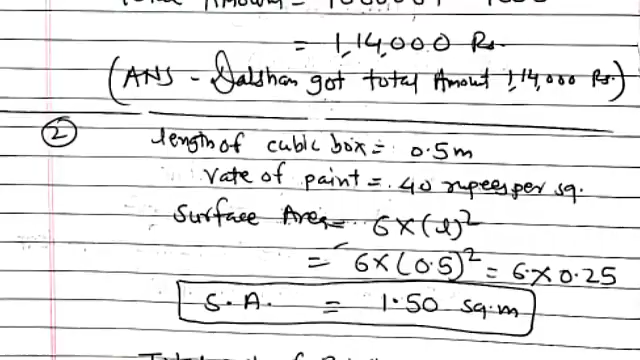 = 1,14,000 Rs.
(ANS - Dalshan got total Amount 1,14,000 Rs.)
② length of cubic box = 0.5m
rate of paint = 40 rupees per sq.
Surface Area = 6×(l)²
= 6×(0.5)² = 6×0.25
S.A. = 1.50 sq.m